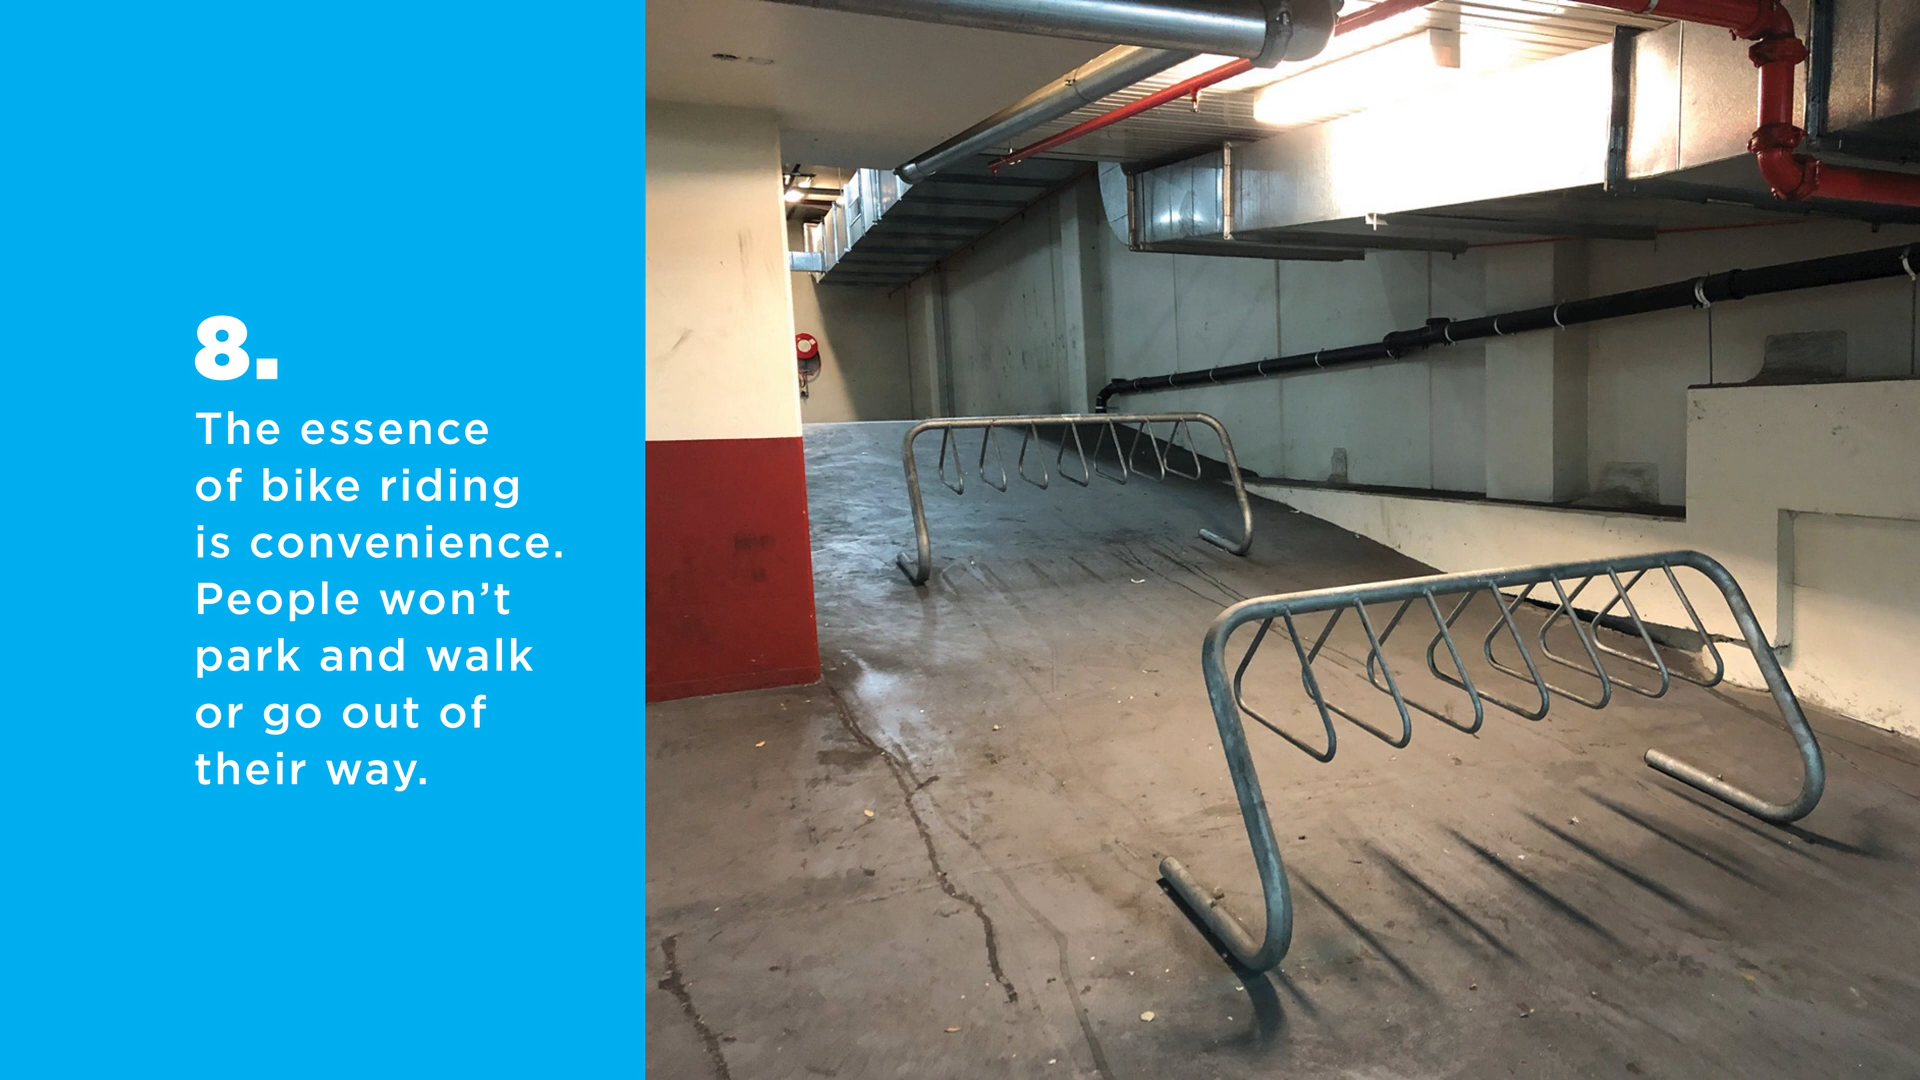 8.
The essence
of bike riding
is convenience.
People won’t
park and walk
or go out of
their way.